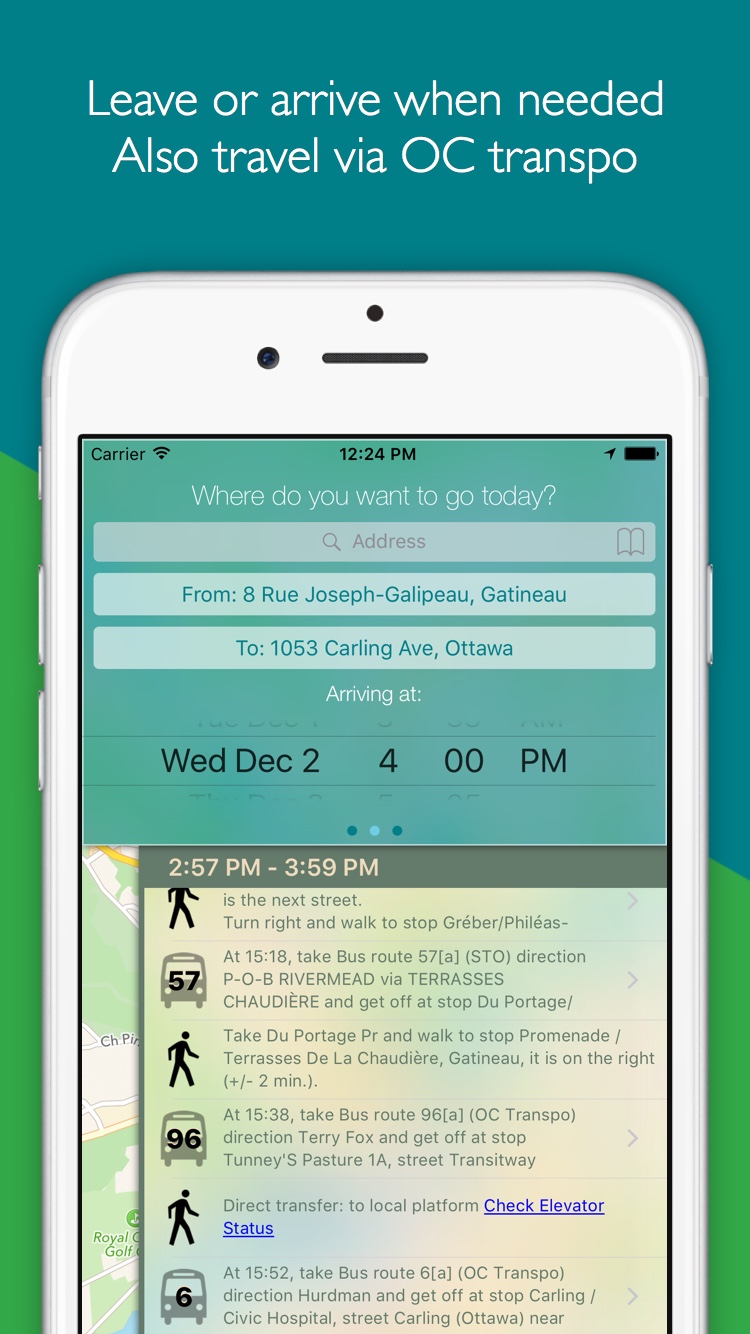 Leave or arrive when needed
Also travel via OC transpo
Carrier
12:24 PM
Where do you want to go today?
Address
From: 8 Rue Joseph-Galipeau, Gatineau
To: 1053 Carling Ave, Ottawa
Arriving at:
Wed Dec 2 4 00 PM
2:57 PM - 3:59 PM
is the next street.
Turn right and walk to stop Gréber/Philéas-
57
At 15:18, take Bus route 57[a] (STO) direction
P-O-B RIVERMEAD via TERRASSES
CHAUDIÈRE and get off at stop Du Portage/
Ch Pin
Take Du Portage Pr and walk to stop Promenade /
Terrasses De La Chaudière, Gatineau, it is on the right
(+/- 2 min.).
96
At 15:38, take Bus route 96[a] (OC Transpo)
direction Terry Fox and get off at stop
Tunney'S Pasture 1A, street Transitway
Royal
Golf
Direct transfer: to local platform Check Elevator
Status
6
At 15:52, take Bus route 6[a] (OC Transpo)
direction Hurdman and get off at stop Carling /
Civic Hospital, street Carling (Ottawa) near